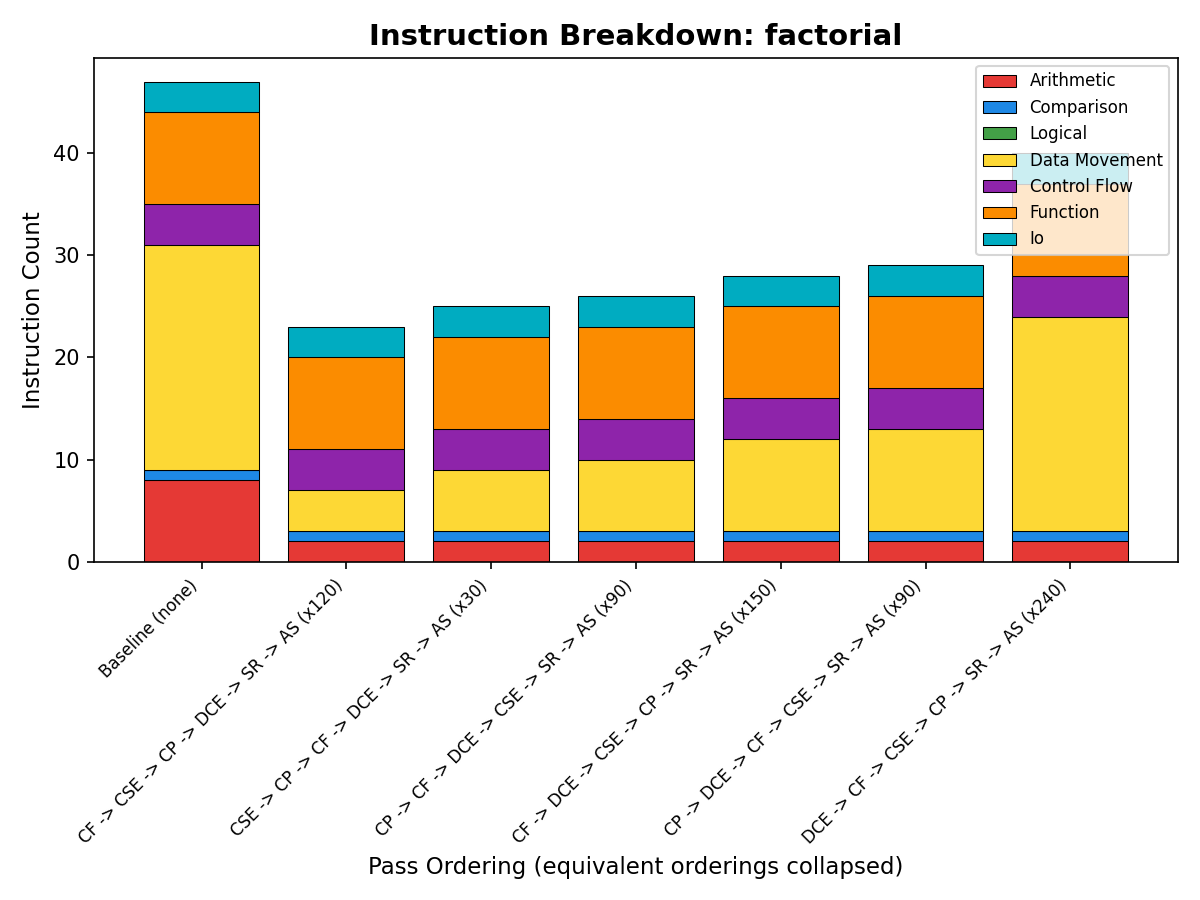 Instruction Breakdown: factorial
Arithmetic
Comparison
Logical
Data Movement
Control Flow
Function
Io
Instruction Count
40
30
20
10
0
Baseline (none)
CF -> CSE -> CP -> DCE -> SR -> AS (x120)
CSE -> CP -> CF -> DCE -> SR -> AS (x30)
CP -> CF -> DCE -> CSE -> SR -> AS (x90)
CF -> DCE -> CSE -> CP -> SR -> AS (x150)
CP -> DCE -> CF -> CSE -> SR -> AS (x90)
DCE -> CF -> CSE -> CP -> SR -> AS (x240)
Pass Ordering (equivalent orderings collapsed)